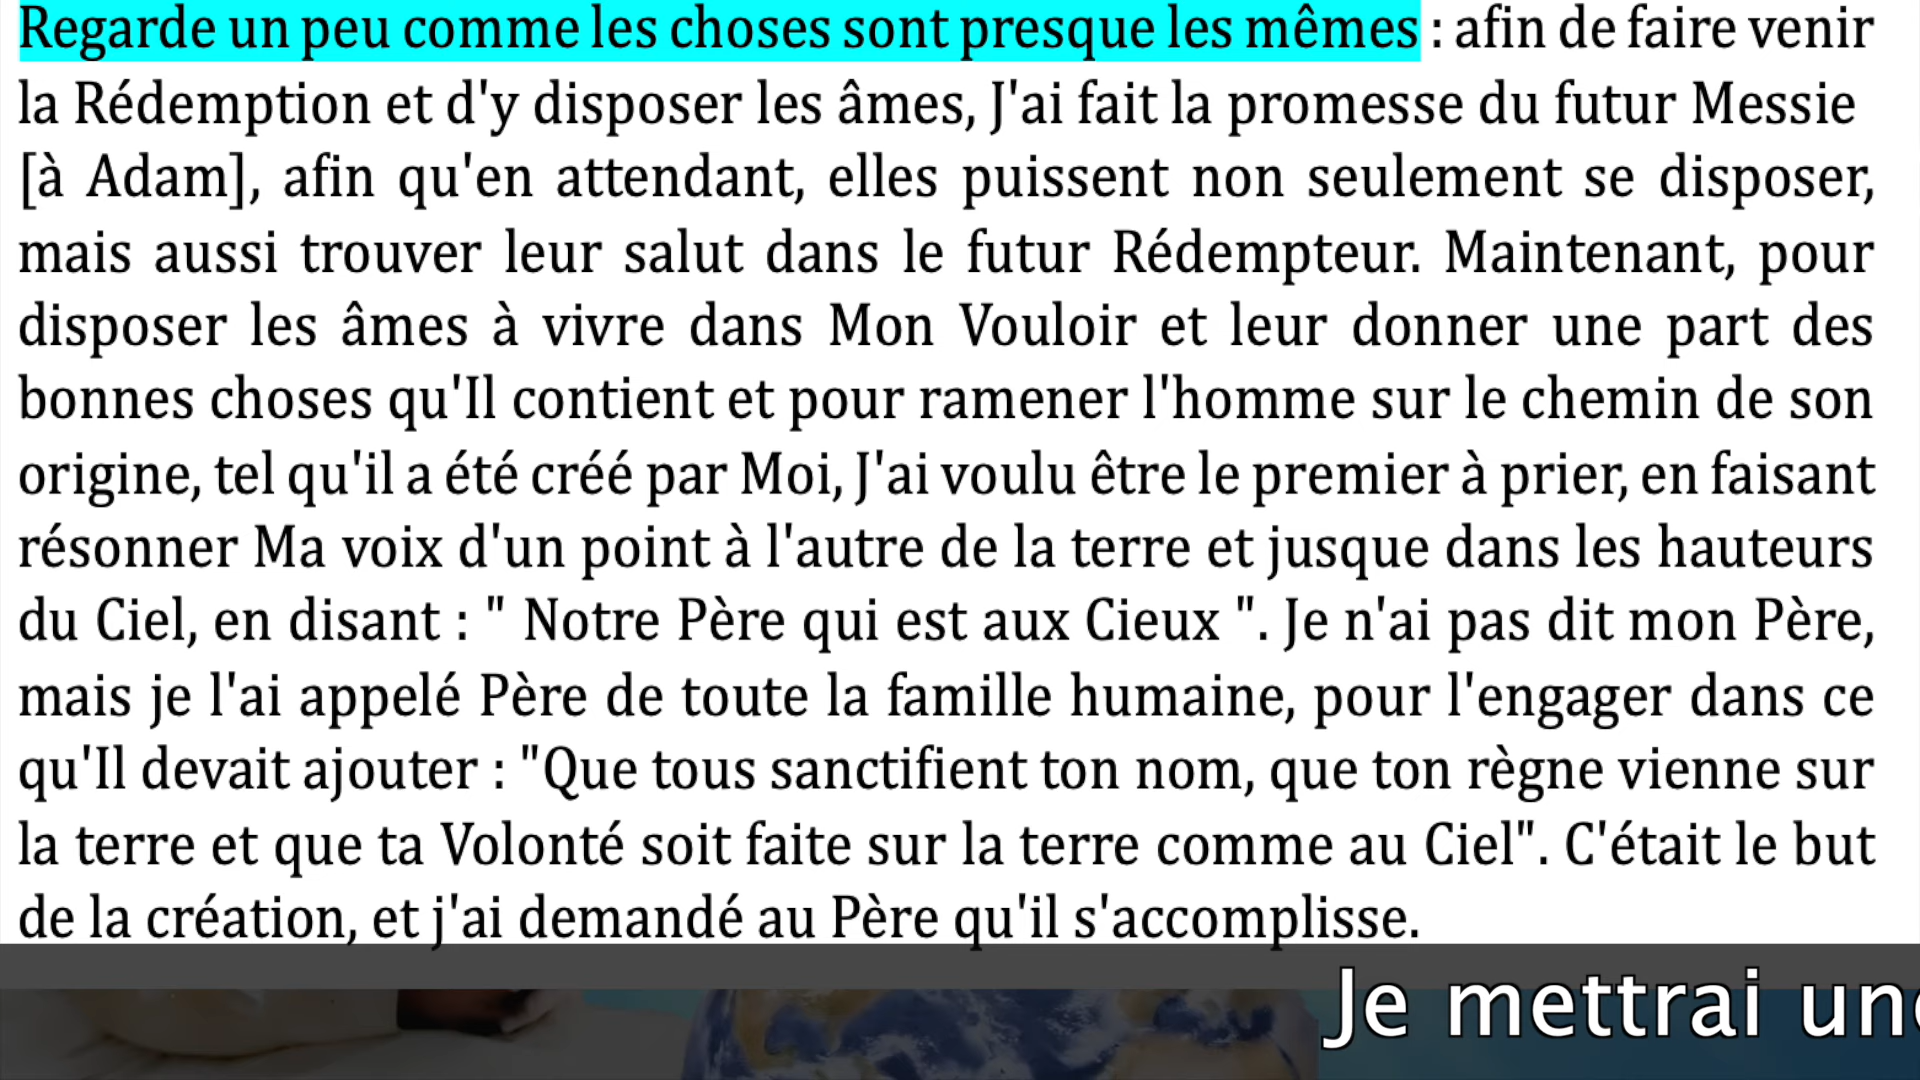 Regarde un peu comme les choses sont presque les mêmes : afin de faire venir
la Rédemption et d'y disposer les âmes, J'ai fait la promesse du futur Messie
[à Adam], afin qu'en attendant, elles puissent non seulement se disposer,
mais aussi trouver leur salut dans le futur Rédempteur. Maintenant, pour
disposer les âmes à vivre dans Mon Vouloir et leur donner une part des
bonnes choses qu'Il contient et pour ramener l'homme sur le chemin de son
origine, tel qu'il a été créé par Moi, J'ai voulu être le premier à prier, en faisant
résonner Ma voix d'un point à l'autre de la terre et jusque dans les hauteurs
du Ciel, en disant : " Notre Père qui est aux Cieux ". Je n'ai pas dit mon Père,
mais je l'ai appelé Père de toute la famille humaine, pour l'engager dans ce
qu'Il devait ajouter : "Que tous sanctifient ton nom, que ton règne vienne sur
la terre et que ta Volonté soit faite sur la terre comme au Ciel". C'était le but
de la création, et j'ai demandé au Père qu'il s'accomplisse.
Je mettrai une